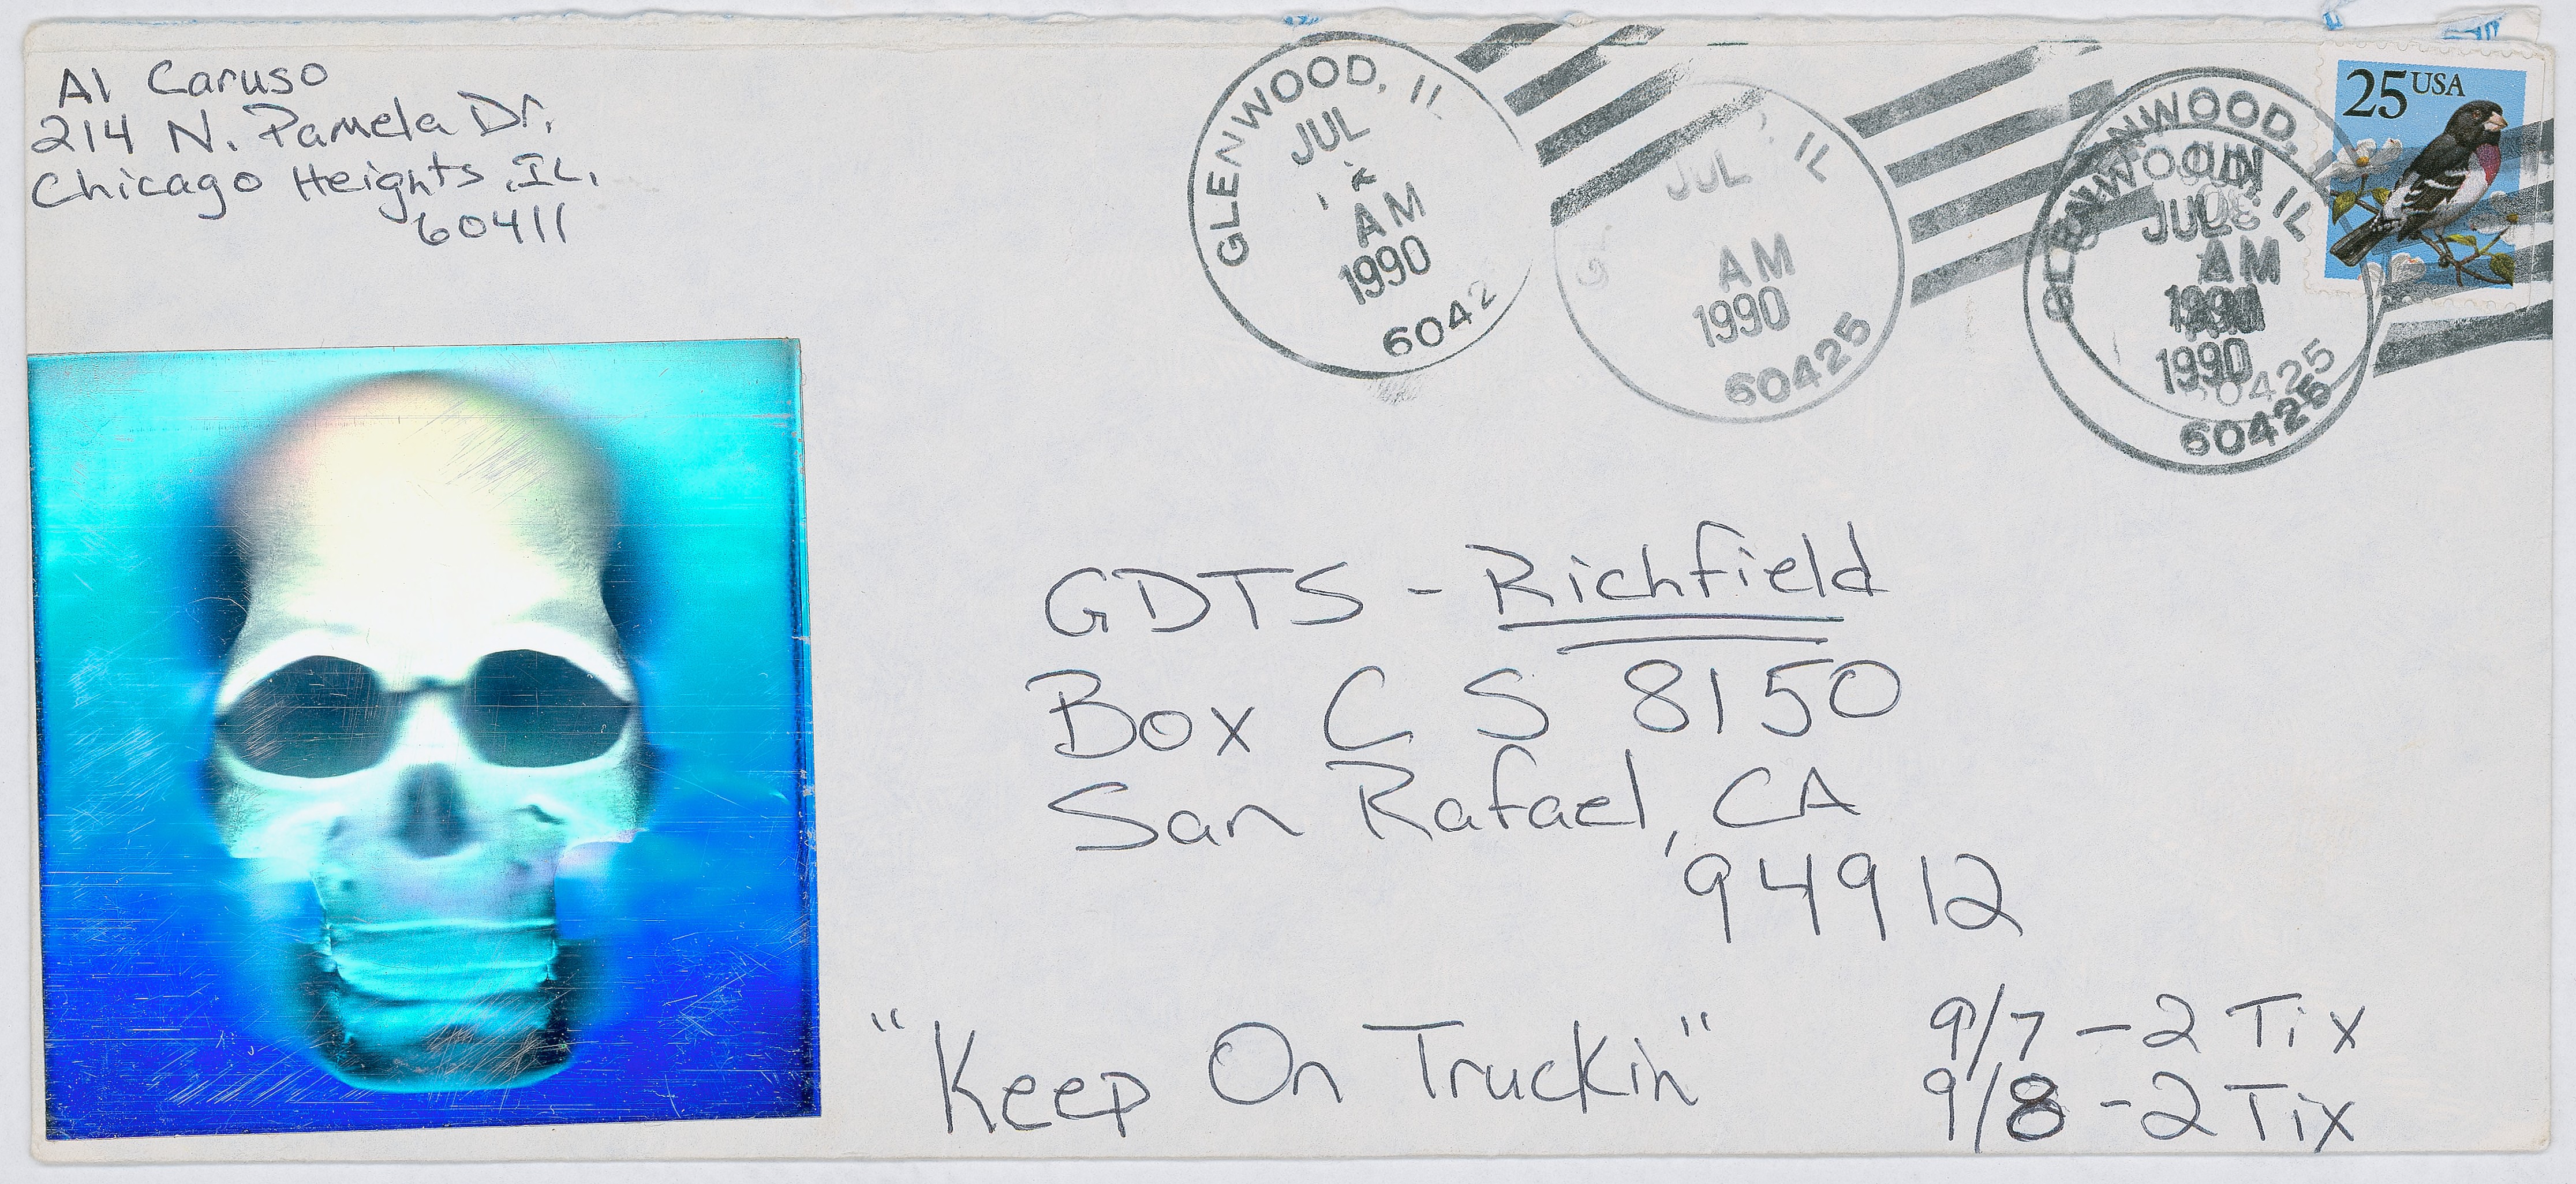 Al Caruso
214 N. Pamela Dr.
Chicago Heights, IL.
60411
GLENWOOD, IL
JUL
AM
1990
6042
JUL
IL
AM
1990
60425
GLENWOOD, IL
JUL
AM
1990
60425
25 USA
GDTS - Richfield
Box C S 8150
San Rafael, CA
94912
"Keep On Truckin"
9/7 - 2 Tix
9/8 - 2 Tix